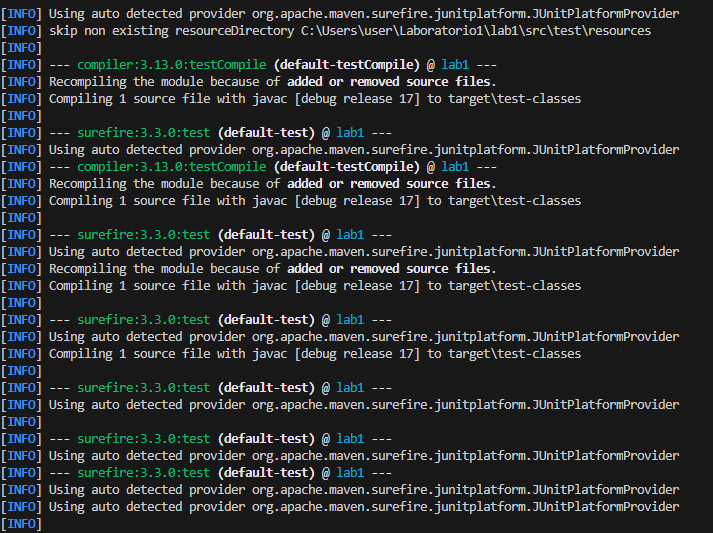 [INFO] Using auto detected provider org.apache.maven.surefire.junitplatform.JUnitPlatformProvider
[INFO] skip non existing resourceDirectory C:\Users\user\Laboratorio1\lab1\src\test\resources
[INFO]
[INFO] --- compiler:3.13.0:testCompile (default-testCompile) @ lab1 ---
[INFO] Recompiling the module because of added or removed source files.
[INFO] Compiling 1 source file with javac [debug release 17] to target\test-classes
[INFO]
[INFO] --- surefire:3.3.0:test (default-test) @ lab1 ---
[INFO] Using auto detected provider org.apache.maven.surefire.junitplatform.JUnitPlatformProvider
[INFO] --- compiler:3.13.0:testCompile (default-testCompile) @ lab1 ---
[INFO] Recompiling the module because of added or removed source files.
[INFO] Compiling 1 source file with javac [debug release 17] to target\test-classes
[INFO]
[INFO] --- surefire:3.3.0:test (default-test) @ lab1 ---
[INFO] Using auto detected provider org.apache.maven.surefire.junitplatform.JUnitPlatformProvider
[INFO] Recompiling the module because of added or removed source files.
[INFO] Compiling 1 source file with javac [debug release 17] to target\test-classes
[INFO]
[INFO] --- surefire:3.3.0:test (default-test) @ lab1 ---
[INFO] Using auto detected provider org.apache.maven.surefire.junitplatform.JUnitPlatformProvider
[INFO] Compiling 1 source file with javac [debug release 17] to target\test-classes
[INFO]
[INFO] --- surefire:3.3.0:test (default-test) @ lab1 ---
[INFO] Using auto detected provider org.apache.maven.surefire.junitplatform.JUnitPlatformProvider
[INFO]
[INFO] --- surefire:3.3.0:test (default-test) @ lab1 ---
[INFO] Using auto detected provider org.apache.maven.surefire.junitplatform.JUnitPlatformProvider
[INFO] --- surefire:3.3.0:test (default-test) @ lab1 ---
[INFO] Using auto detected provider org.apache.maven.surefire.junitplatform.JUnitPlatformProvider
[INFO] Using auto detected provider org.apache.maven.surefire.junitplatform.JUnitPlatformProvider
[INFO]